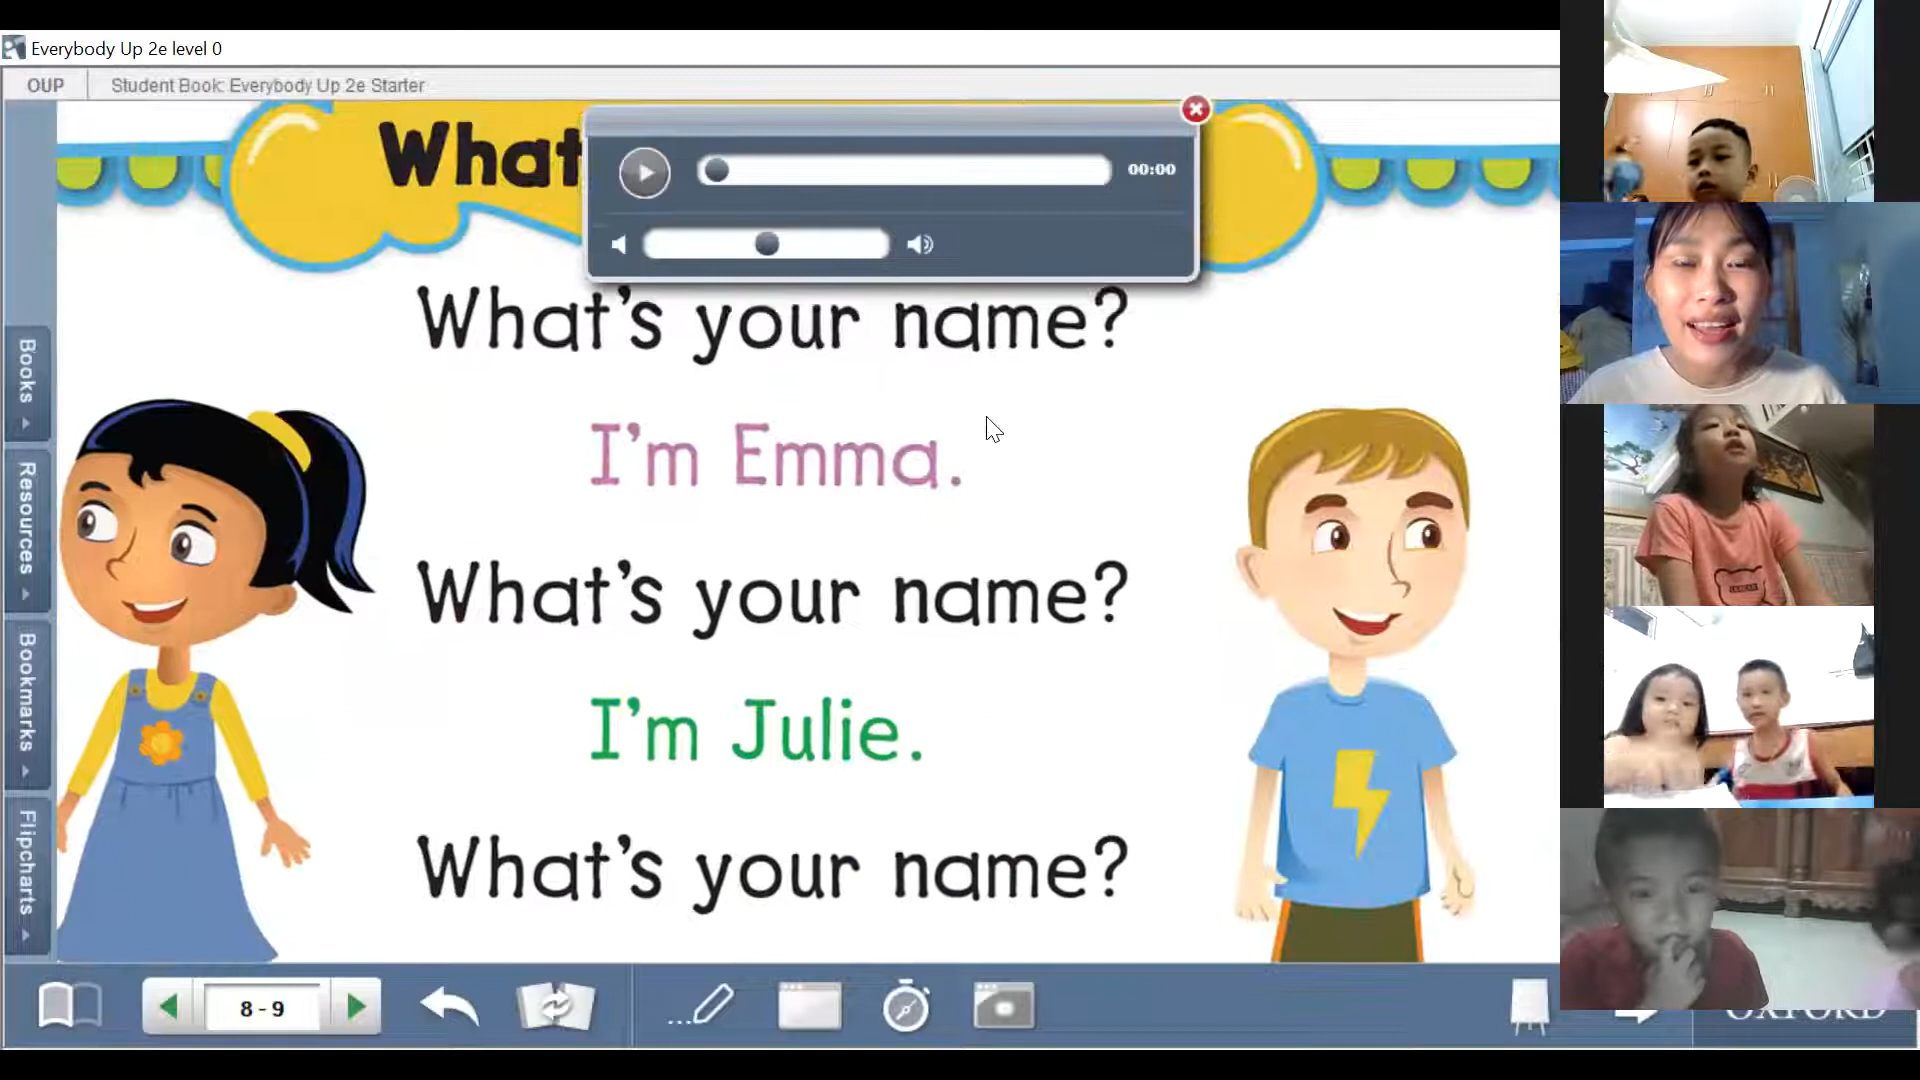 Everybody Up 2e level 0
OUP
Student Book: Everybody Up 2e Starter
What
00:00
What's your name?
I'm Emma.
What's your name?
I'm Julie.
What's your name?
Books
Resources
Bookmarks
Flipcharts
8 - 9
OXFORD